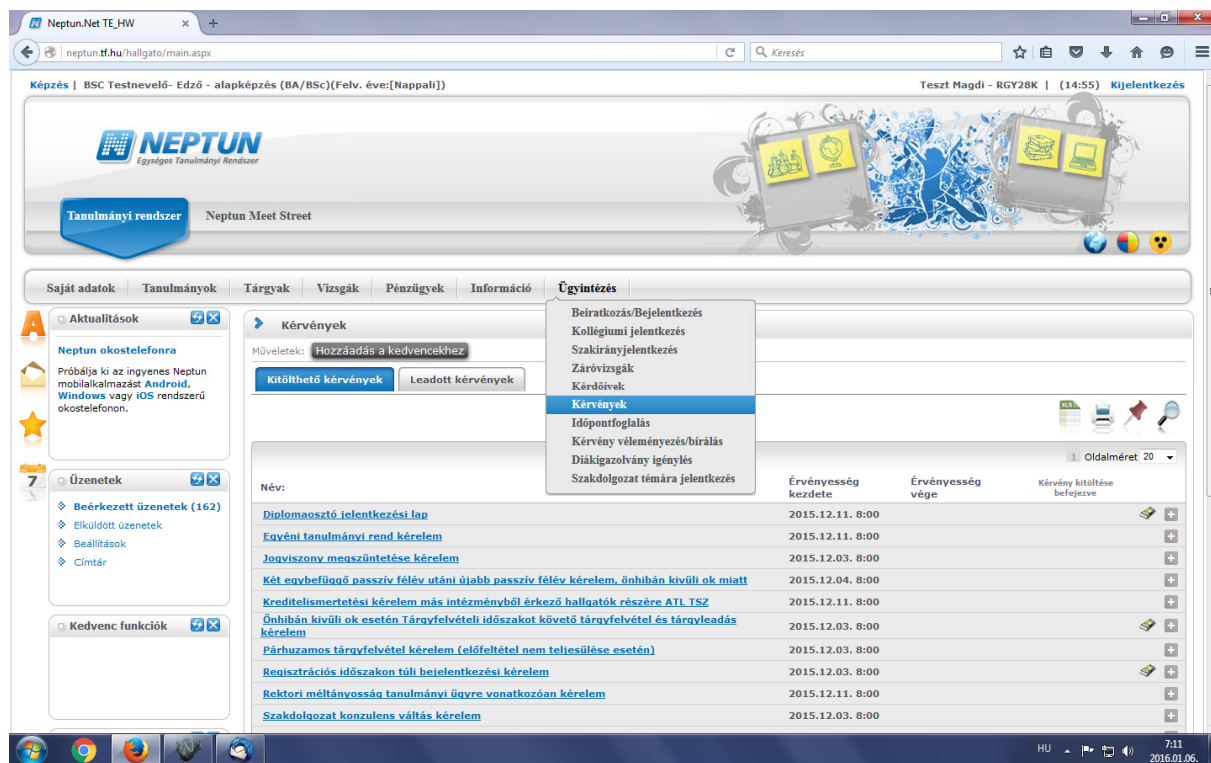 Neptun.Net TE_HW × +
neptun.tf.hu/hallgato/main.aspx
Keresés
Képzés | BSC Testnevelő- Edző - alapképzés (BA/BSc)(Felv. éve:[Nappali])
Teszt Magdi - RGY28K | (14:55) Kijelentkezés
NEPTUN
Egységes Tanulmányi Rendszer
Tanulmányi rendszer Neptun Meet Street
Saját adatok Tanulmányok Tárgyak Vizsgák Pénzügyek Információ Ügyintézés
Beiratkozás/Bejelentkezés
Kollégiumi jelentkezés
Szakirányjelentkezés
Záróvizsgák
Kérdőívek
Kérvények
Időpontfoglalás
Kérvény véleményezés/bírálás
Diákigazolvány igénylés
Szakdolgozat témára jelentkezés
A
7
Aktualitások
Neptun okostelefonra
Próbálja ki az ingyenes Neptun
mobilalkalmazást Android,
Windows vagy iOS rendszerű
okostelefonon.
Üzenetek
Beérkezett üzenetek (162)
Elküldött üzenetek
Beállítások
Címtár
Kedvenc funkciók
Kérvények
Műveletek: Hozzáadás a kedvencekhez
Kitölthető kérvények Leadott kérvények
XLS
1 Oldalméret 20
Név: Érvényesség kezdete Érvényesség vége Kérvény kitöltése befejezve
Diplomaosztó jelentkezési lap 2015.12.11. 8:00
Egyéni tanulmányi rend kérelem 2015.12.11. 8:00
Jogviszony megszüntetése kérelem 2015.12.03. 8:00
Két egybefüggő passzív félév utáni újabb passzív félév kérelem, önhibán kivüli ok miatt 2015.12.04. 8:00
Kreditelismertetési kérelem más intézményből érkező hallgatók részére ATL TSZ 2015.12.11. 8:00
Önhibán kivüli ok esetén Tárgyfelvételi időszakot követő tárgyfelvétel és tárgyleadás
kérelem 2015.12.03. 8:00
Párhuzamos tárgyfelvétel kérelem (előfeltétel nem teljesülése esetén) 2015.12.03. 8:00
Regisztrációs időszakon túli bejelentkezési kérelem 2015.12.03. 8:00
Rektori méltányosság tanulmányi ügyre vonatkozóan kérelem 2015.12.11. 8:00
Szakdolgozat konzulens váltás kérelem 2015.12.03. 8:00
HU 7:11
2016.01.06.